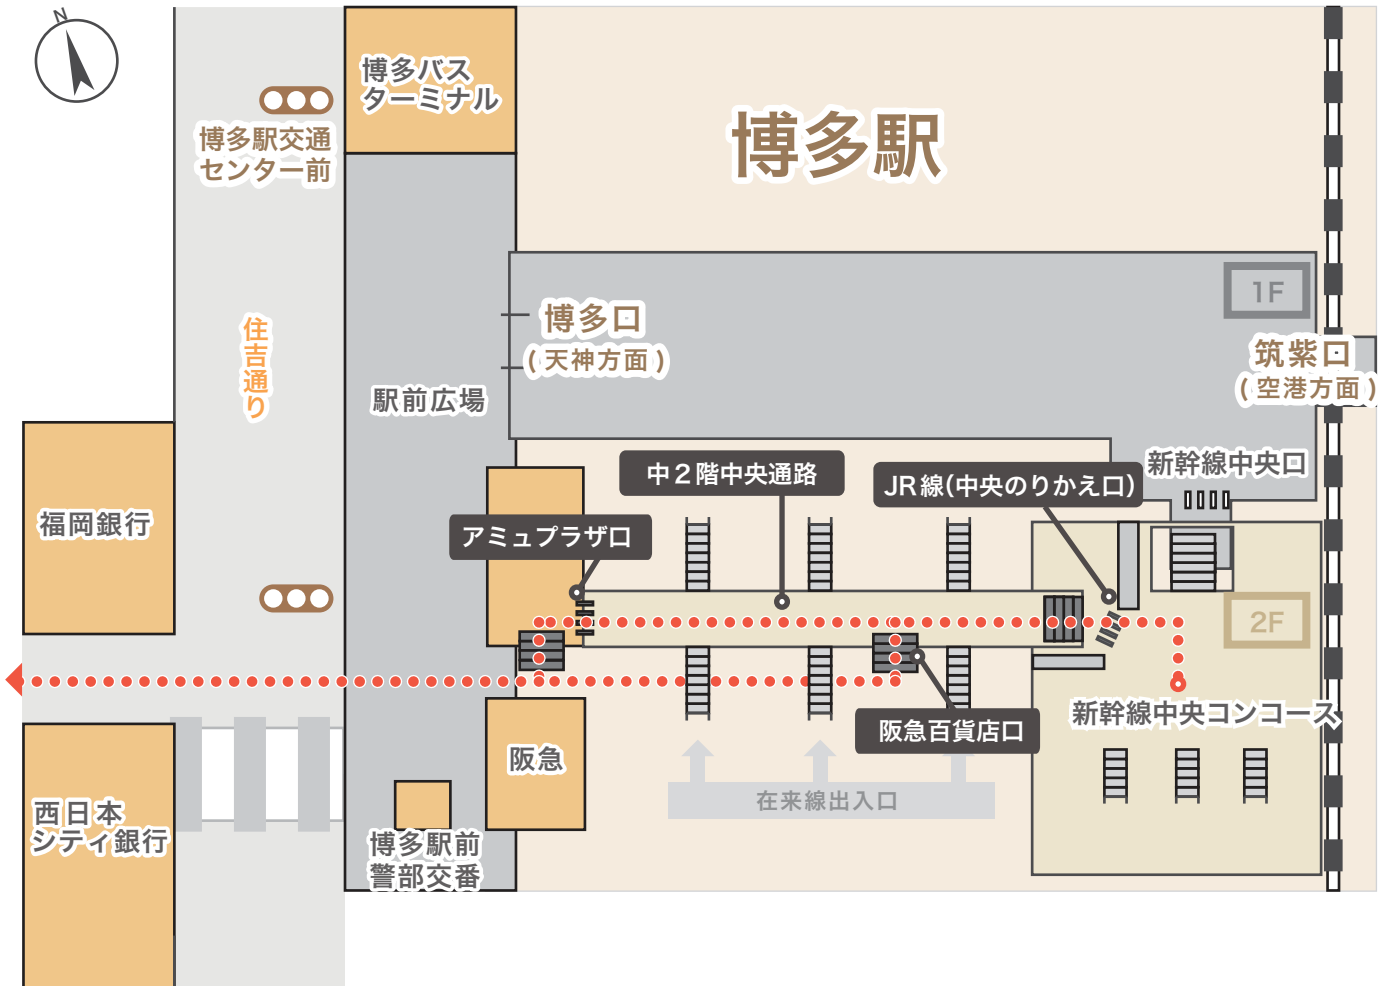 N
博多バス
ターミナル
博多駅
博多駅交通
センター前
1F
住吉通り
博多口
(天神方面)
筑紫口
(空港方面)
駅前広場
中2階中央通路
JR線(中央のりかえ口)
新幹線中央口
福岡銀行
アミュプラザ口
2F
新幹線中央コンコース
阪急百貨店口
阪急
在来線出入口
西日本
シティ銀行
博多駅前
警部交番